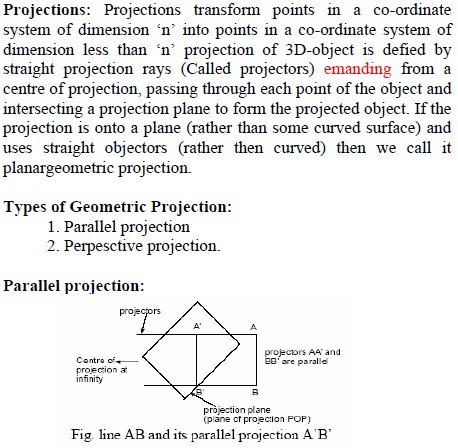 Projections: Projections transform points in a co-ordinate
system of dimension ‘n’ into points in a co-ordinate system of
dimension less than ‘n’ projection of 3D-object is defied by
straight projection rays (Called projectors) emanding from a
centre of projection, passing through each point of the object and
intersecting a projection plane to form the projected object. If the
projection is onto a plane (rather than some curved surface) and
uses straight objectors (rather then curved) then we call it
planargeometric projection.
Types of Geometric Projection:
1. Parallel projection
2. Perpesctive projection.
Parallel projection:
projectors
A' A
projectors AA' and
BB' are parallel
Centre of
projection at
infinity
B' B
projection plane
(plane of projection POP)
Fig. line AB and its parallel projection A’B’